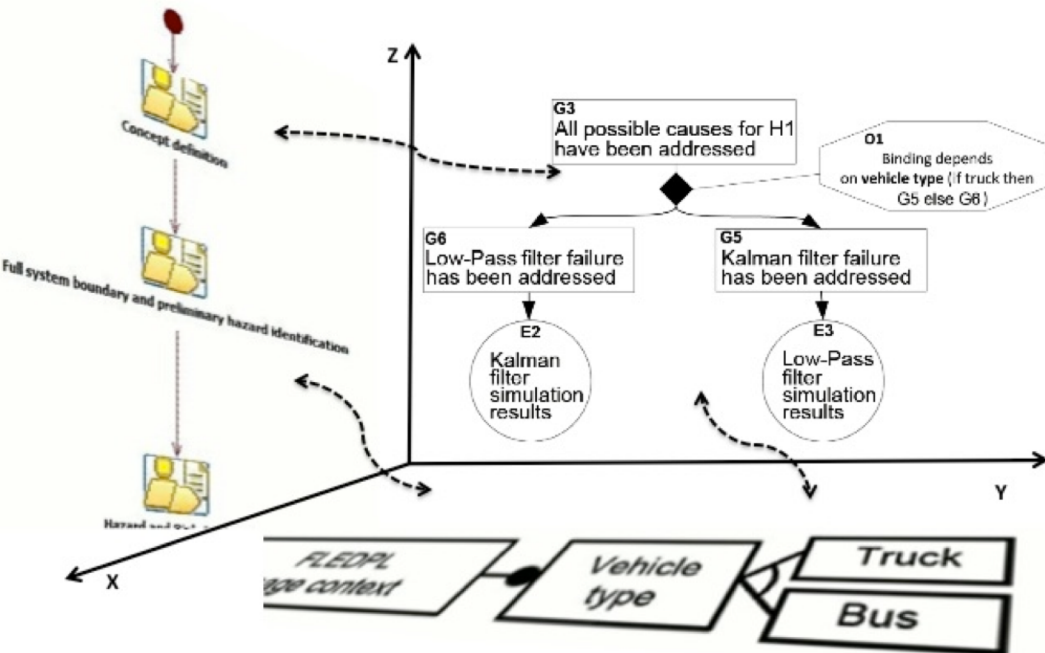 Concept definition
Full system boundary and preliminary hazard identification
Hazard and
Z
G3
All possible causes for H1
have been addressed
O1
Binding depends
on vehicle type (if truck then
G5 else G6)
G6
Low-Pass filter failure
has been addressed
G5
Kalman filter failure
has been addressed
E2
Kalman
filter
simulation
results
E3
Low-Pass
filter
simulation
results
Y
X
FLEDPL
age context
Vehicle
type
Truck
Bus